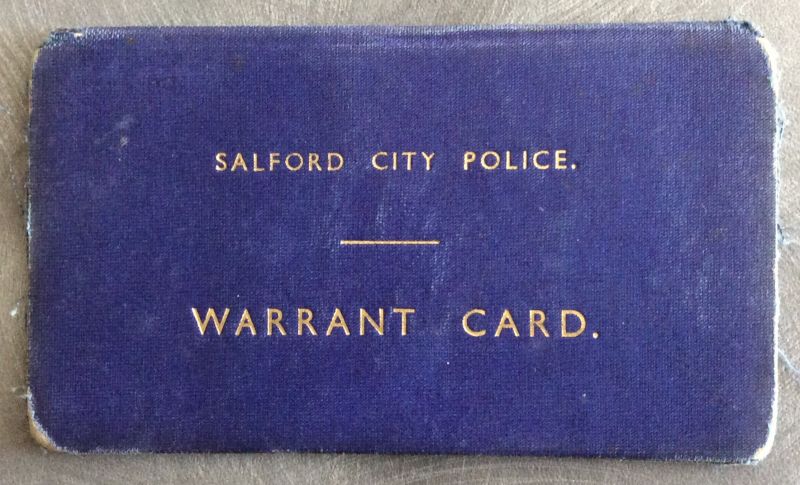 SALFORD CITY POLICE.
WARRANT CARD.